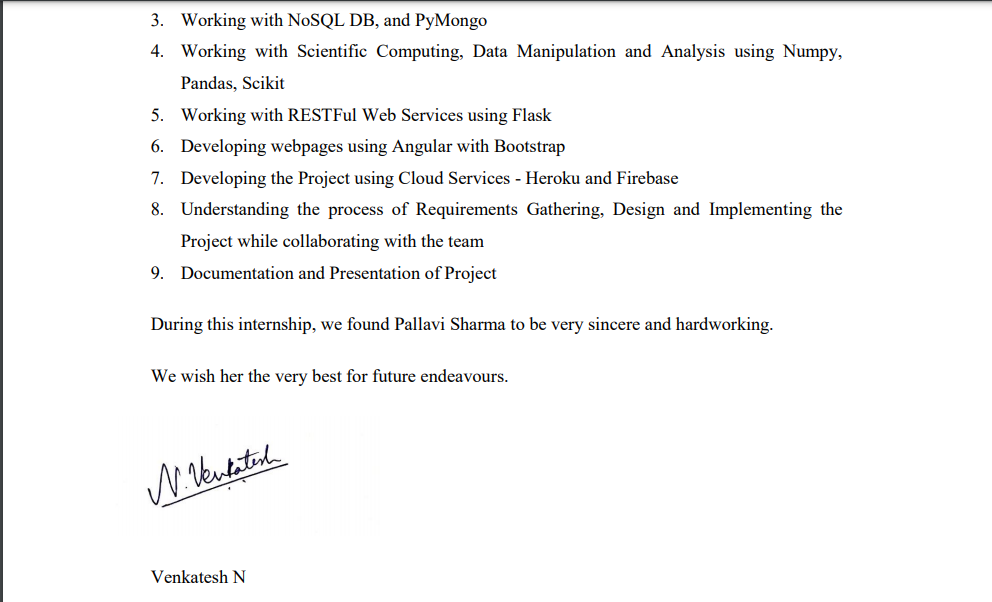 3. Working with NoSQL DB, and PyMongo
4. Working with Scientific Computing, Data Manipulation and Analysis using Numpy,
Pandas, Scikit
5. Working with RESTFul Web Services using Flask
6. Developing webpages using Angular with Bootstrap
7. Developing the Project using Cloud Services - Heroku and Firebase
8. Understanding the process of Requirements Gathering, Design and Implementing the
Project while collaborating with the team
9. Documentation and Presentation of Project
During this internship, we found Pallavi Sharma to be very sincere and hardworking.
We wish her the very best for future endeavours.
N. Venkatesh
Venkatesh N